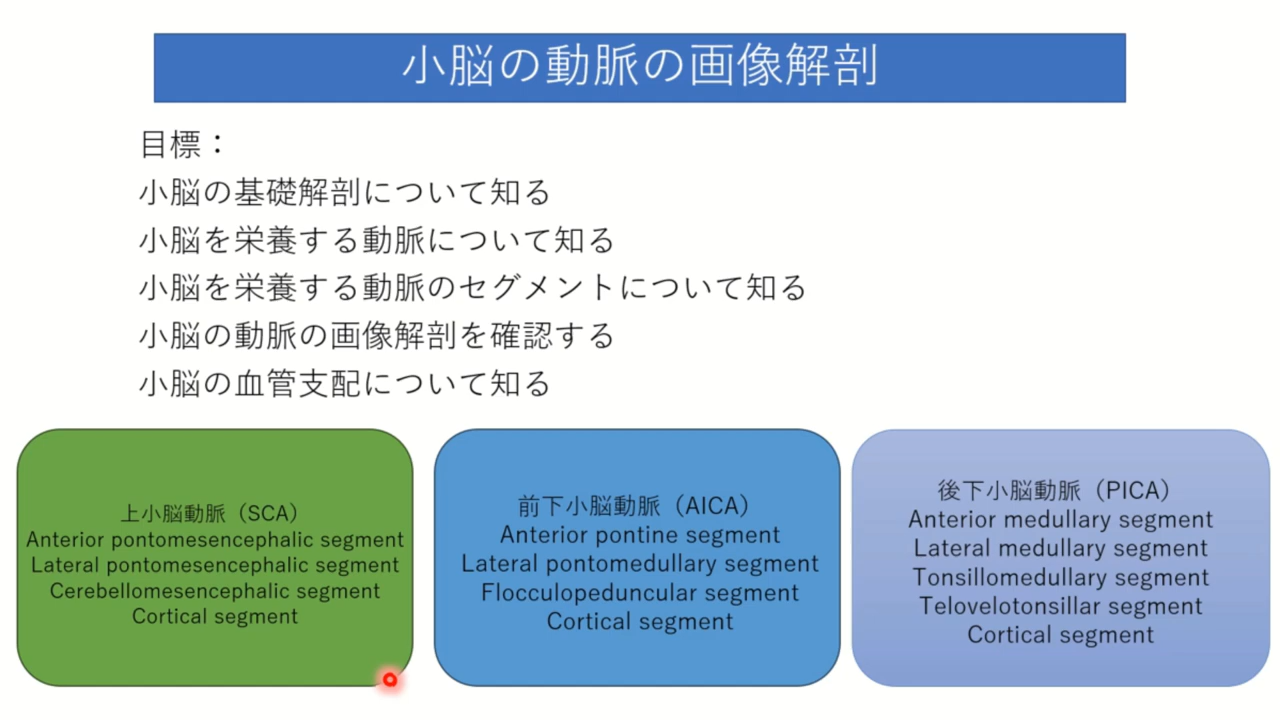 小脳の動脈の画像解剖
目標：
小脳の基礎解剖について知る
小脳を栄養する動脈について知る
小脳を栄養する動脈のセグメントについて知る
小脳の動脈の画像解剖を確認する
小脳の血管支配について知る
上小脳動脈（SCA）
Anterior pontomesencephalic segment
Lateral pontomesencephalic segment
Cerebellomesencephalic segment
Cortical segment
前下小脳動脈（AICA）
Anterior pontine segment
Lateral pontomedullary segment
Flocculopeduncular segment
Cortical segment
後下小脳動脈（PICA）
Anterior medullary segment
Lateral medullary segment
Tonsillomedullary segment
Telovelotonsillar segment
Cortical segment